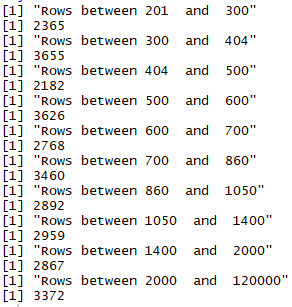 [1] "Rows between 201  and  300"
[1] 2365
[1] "Rows between 300  and  404"
[1] 3655
[1] "Rows between 404  and  500"
[1] 2182
[1] "Rows between 500  and  600"
[1] 3626
[1] "Rows between 600  and  700"
[1] 2768
[1] "Rows between 700  and  860"
[1] 3460
[1] "Rows between 860  and  1050"
[1] 2892
[1] "Rows between 1050  and  1400"
[1] 2959
[1] "Rows between 1400  and  2000"
[1] 2867
[1] "Rows between 2000  and  120000"
[1] 3372